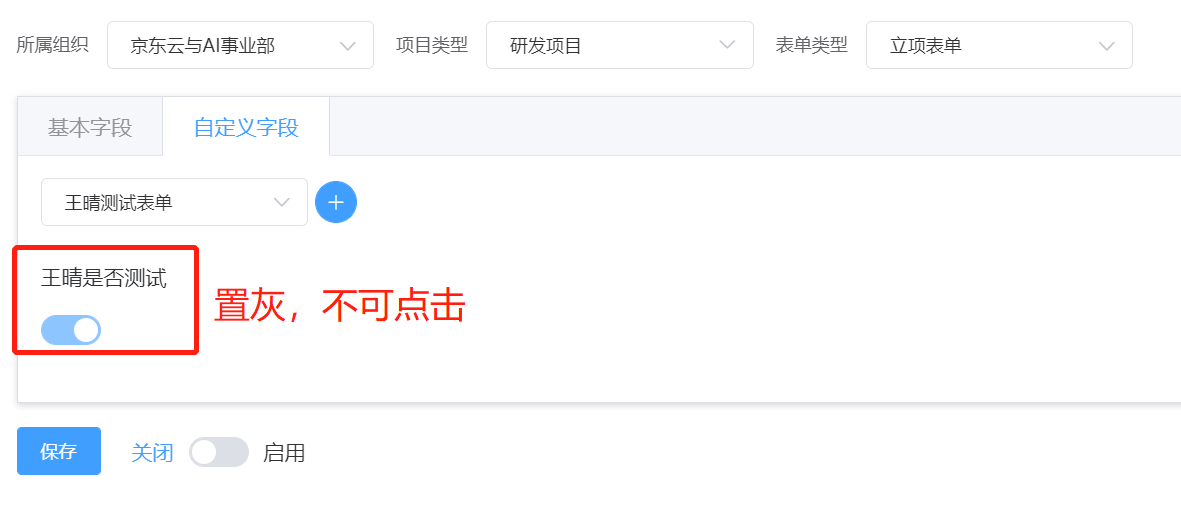 所属组织 京东云与AI事业部 项目类型 研发项目 表单类型 立项表单
基本字段 自定义字段
王晴测试表单
王晴是否测试
置灰，不可点击
保存 关闭 启用